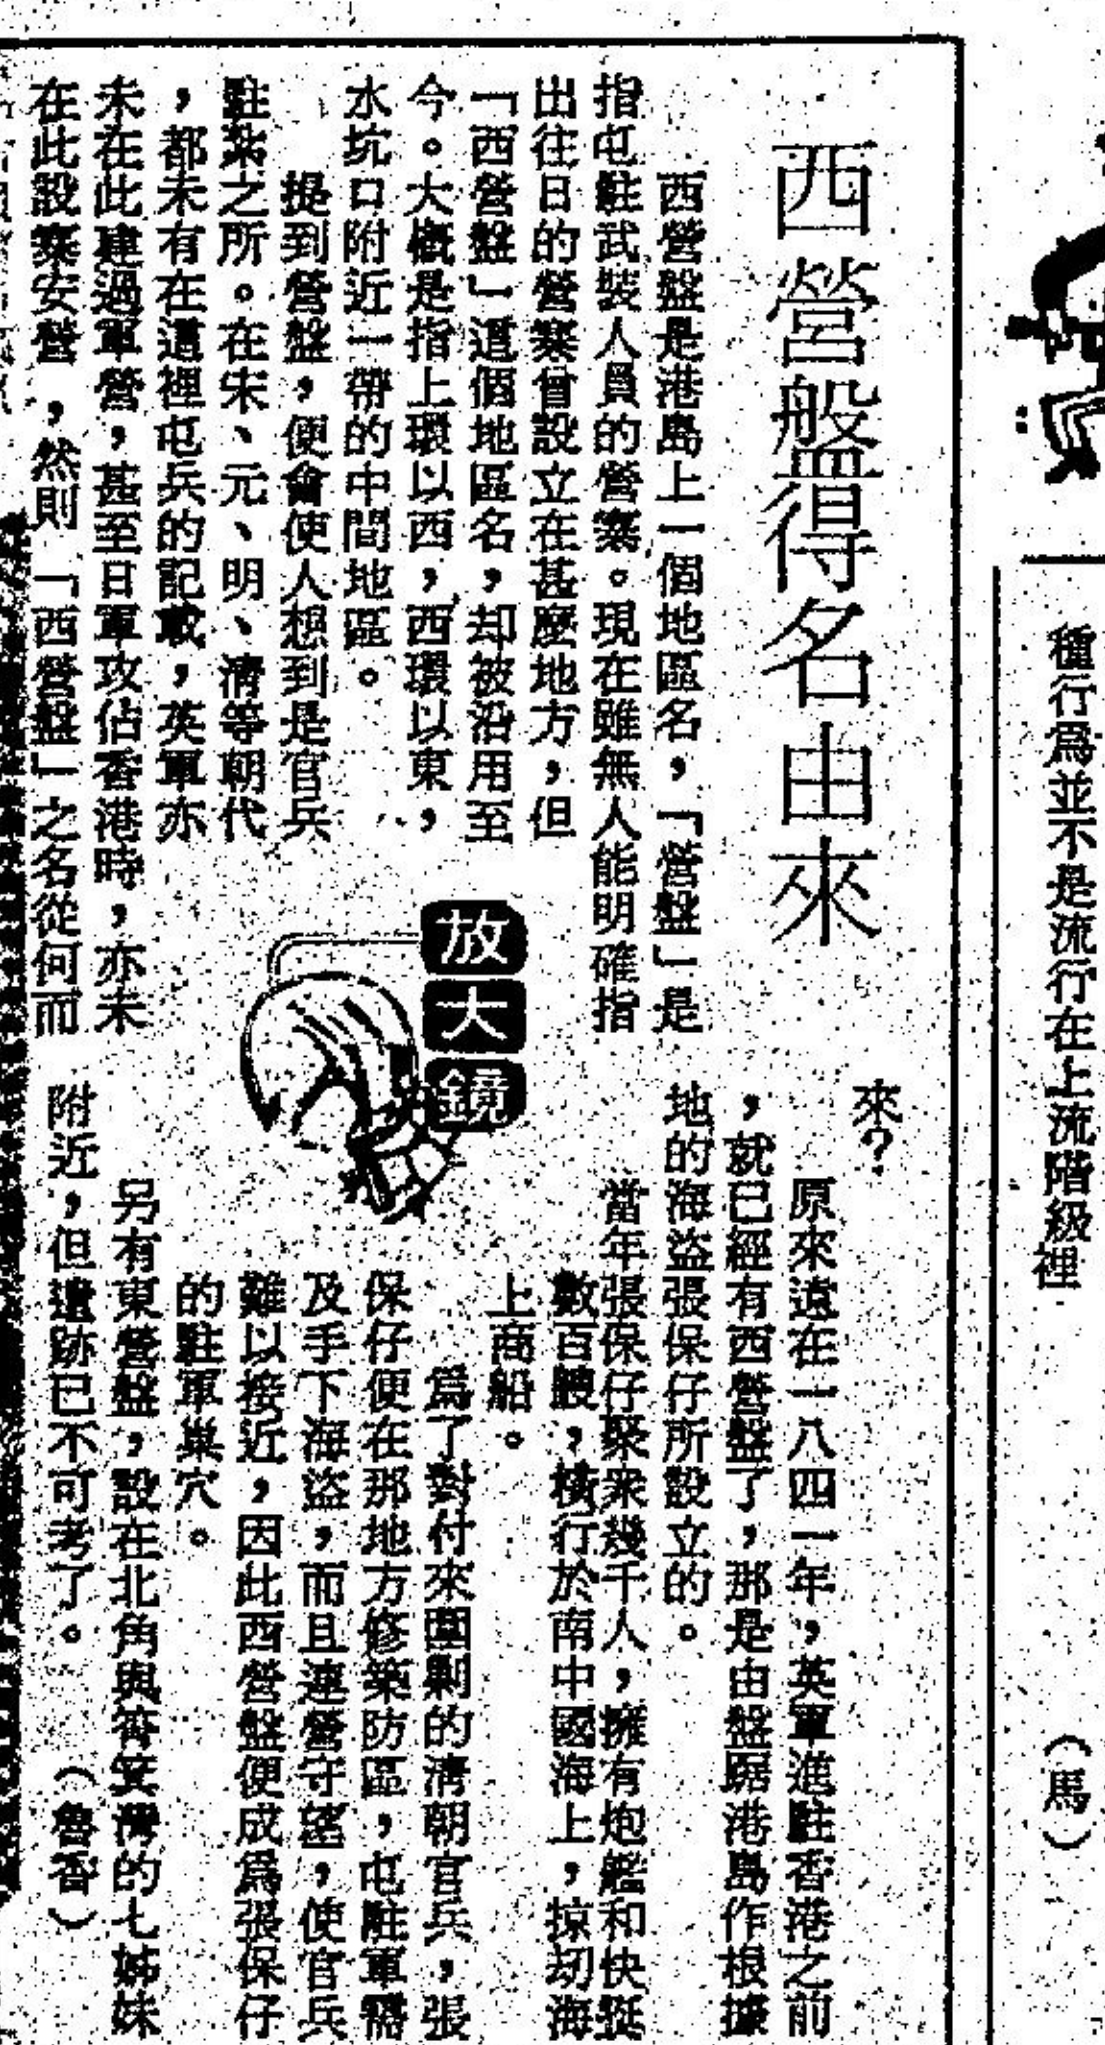 種行爲並不是流行在上流階級裡
（馬）
西營盤得名由來
西營盤是港島上一個地區名，「營盤」是
指屯駐武裝人員的營寨。現在雖無人能明確指
出往日的營寨曾設立在甚麼地方，但
「西營盤」這個地區名，却被沿用至
今。大概是指上環以西，西環以東，
水坑口附近一帶的中間地區。
提到營盤，便會使人想到是官兵
駐紮之所。在宋、元、明、清等朝代
，都未有在這裡屯兵的記載，英軍亦
未在此建過軍營，甚至日軍攻佔香港時，亦未
在此設寨安營，然則「西營盤」之名從何而
來？
原來遠在一八四一年，英軍進駐香港之前
，就已經有西營盤了，那是由盤踞港島作根據
地的海盜張保仔所設立的。
當年張保仔聚衆幾千人，擁有炮艦和快艇
數百艘，橫行於南中國海上，掠刧海
上商船。
爲了對付來圍剿的清朝官兵，張
保仔便在那地方修築防區，屯駐軍需
及手下海盜，而且連營守望，使官兵
難以接近，因此西營盤便成爲張保仔
的駐軍巢穴。
另有東營盤，設在北角與筲箕灣的七姊妹
附近，但遺跡已不可考了。（魯香）
放大鏡